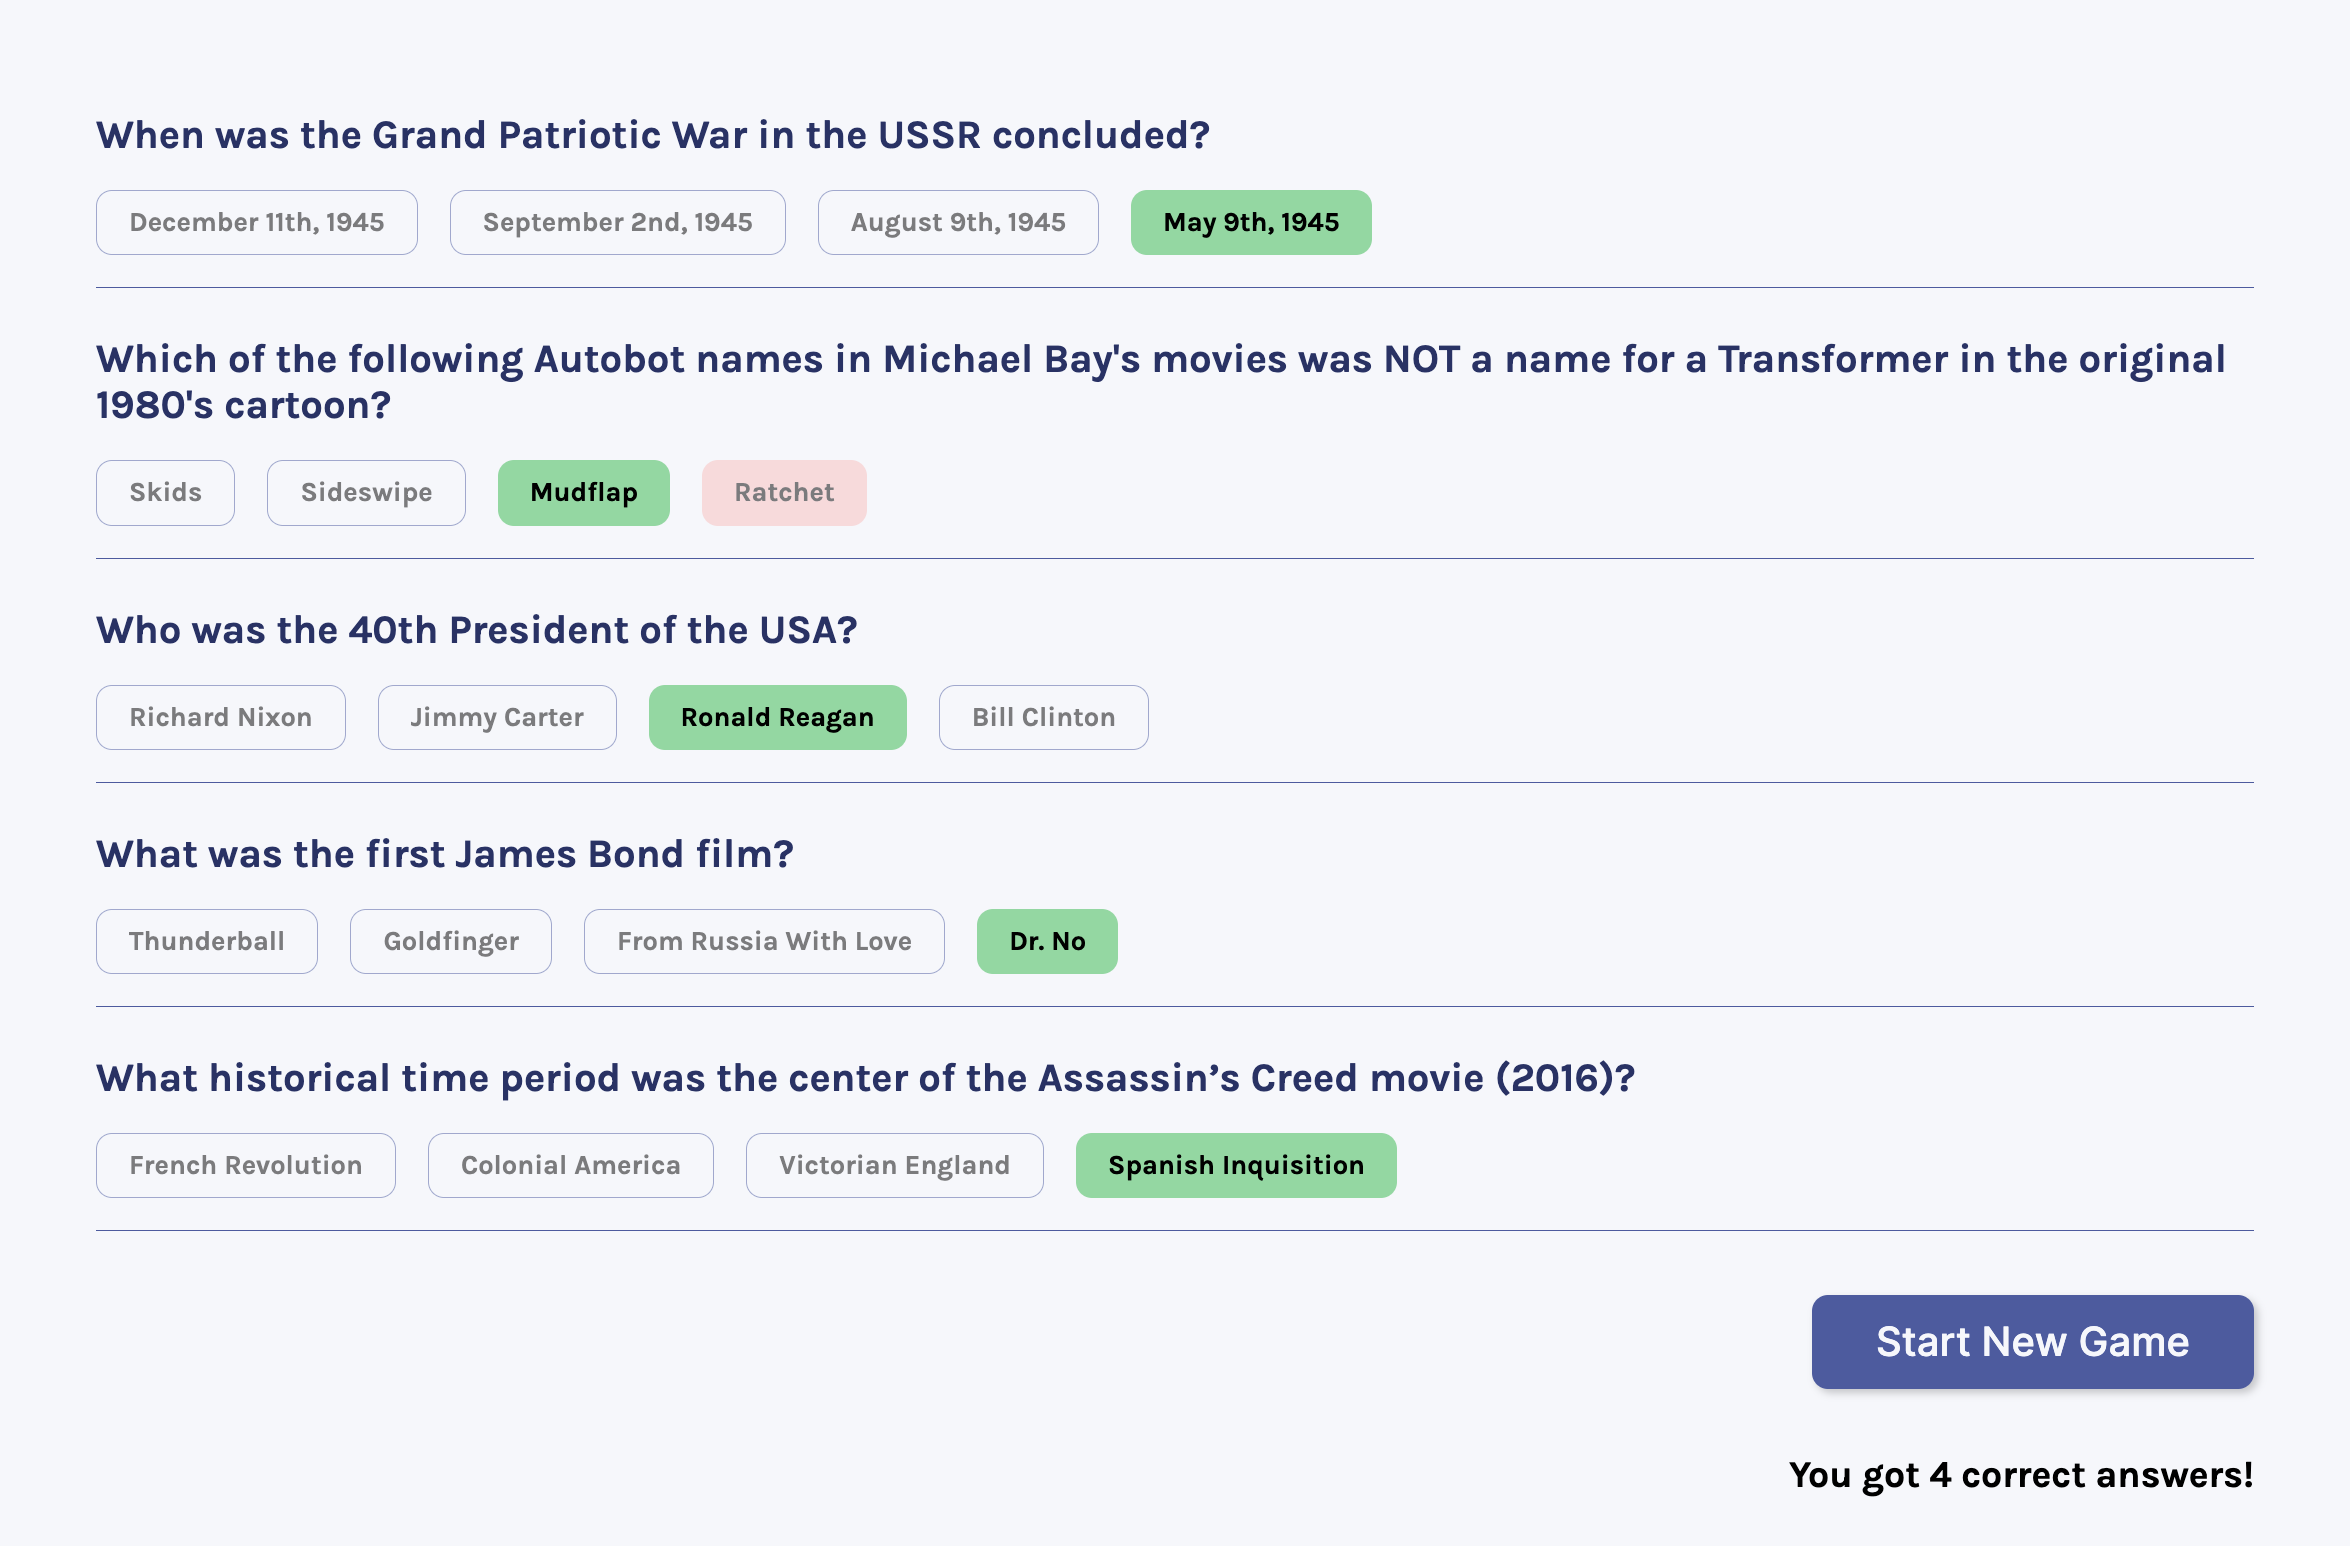 When was the Grand Patriotic War in the USSR concluded?
December 11th, 1945 September 2nd, 1945 August 9th, 1945 May 9th, 1945
Which of the following Autobot names in Michael Bay's movies was NOT a name for a Transformer in the original
1980's cartoon?
Skids Sideswipe Mudflap Ratchet
Who was the 40th President of the USA?
Richard Nixon Jimmy Carter Ronald Reagan Bill Clinton
What was the first James Bond film?
Thunderball Goldfinger From Russia With Love Dr. No
What historical time period was the center of the Assassin’s Creed movie (2016)?
French Revolution Colonial America Victorian England Spanish Inquisition
Start New Game
You got 4 correct answers!